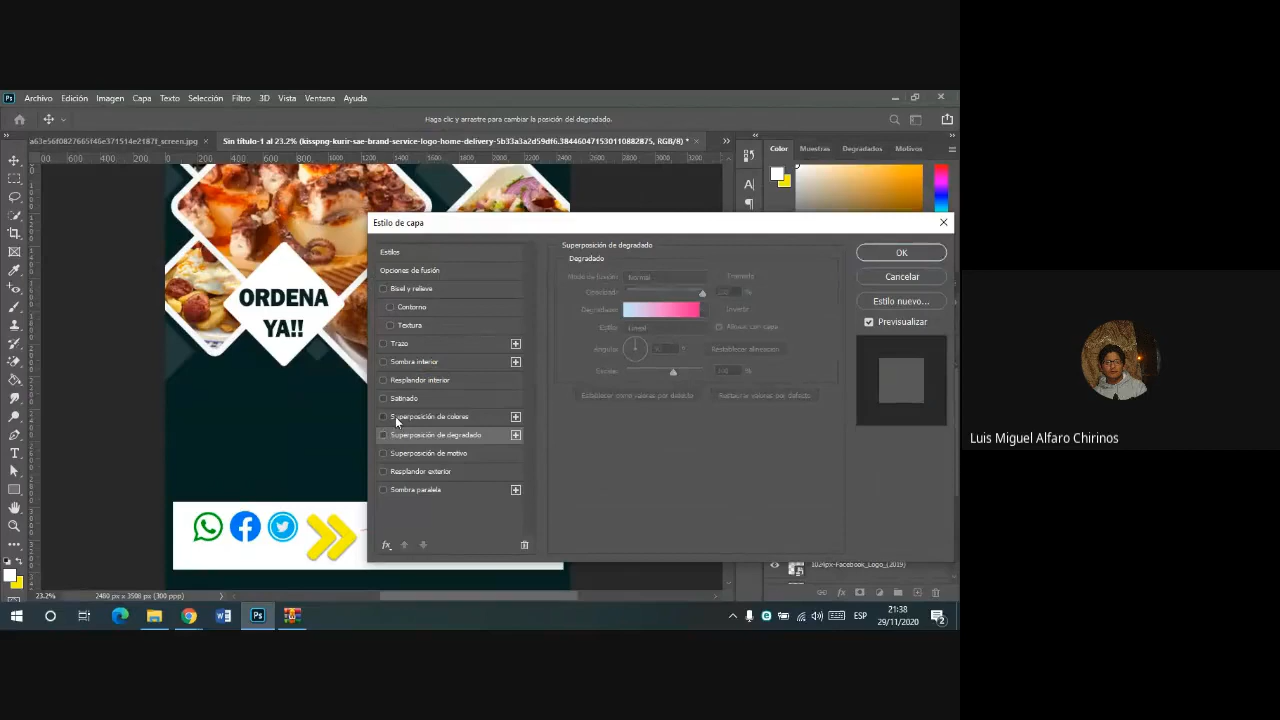 Archivo Edición Imagen Capa Texto Selección Filtro 3D Vista Ventana Ayuda
Haga clic y arrastre para cambiar la posición del degradado.
Sin título-1 al 23.2% (kisspng-kurir-sae-brand-service-logo-home-delivery-5b33a3a2d59df6.3844604715301108
Color Muestras Degradados Motivos
ORDENA
YA!!
Estilo de capa
Estilos
Opciones de fusión
Bisel y relieve
Contorno
Textura
Trazo
Sombra interior
Resplandor interior
Satinado
Superposición de colores
Superposición de degradado
Superposición de motivo
Resplandor exterior
Sombra paralela
fx
Superposición de degradado
Degradado
Modo de fusión: Normal Tramado
Opacidad: %
Degradado: Invertir
Estilo: Lineal Alinear con capa
Ángulo: Restablecer alineación
Escala: %
Establecer como valores por defecto Restaurar valores por defecto
OK
Cancelar
Estilo nuevo...
Previsualizar
1024px-Facebook_Logo_(2019)
23.2% 2480 px x 3508 px (300 ppp)
ESP
21:38
29/11/2020
2
Luis Miguel Alfaro Chirinos